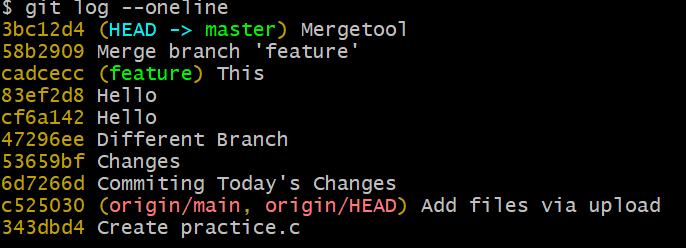 $ git log --oneline
3bc12d4 (HEAD -> master) Mergetool
58b2909 Merge branch 'feature'
cadcecc (feature) This
83ef2d8 Hello
cf6a142 Hello
47296ee Different Branch
53659bf Changes
6d7266d Commiting Today's Changes
c525030 (origin/main, origin/HEAD) Add files via upload
343dbd4 Create practice.c